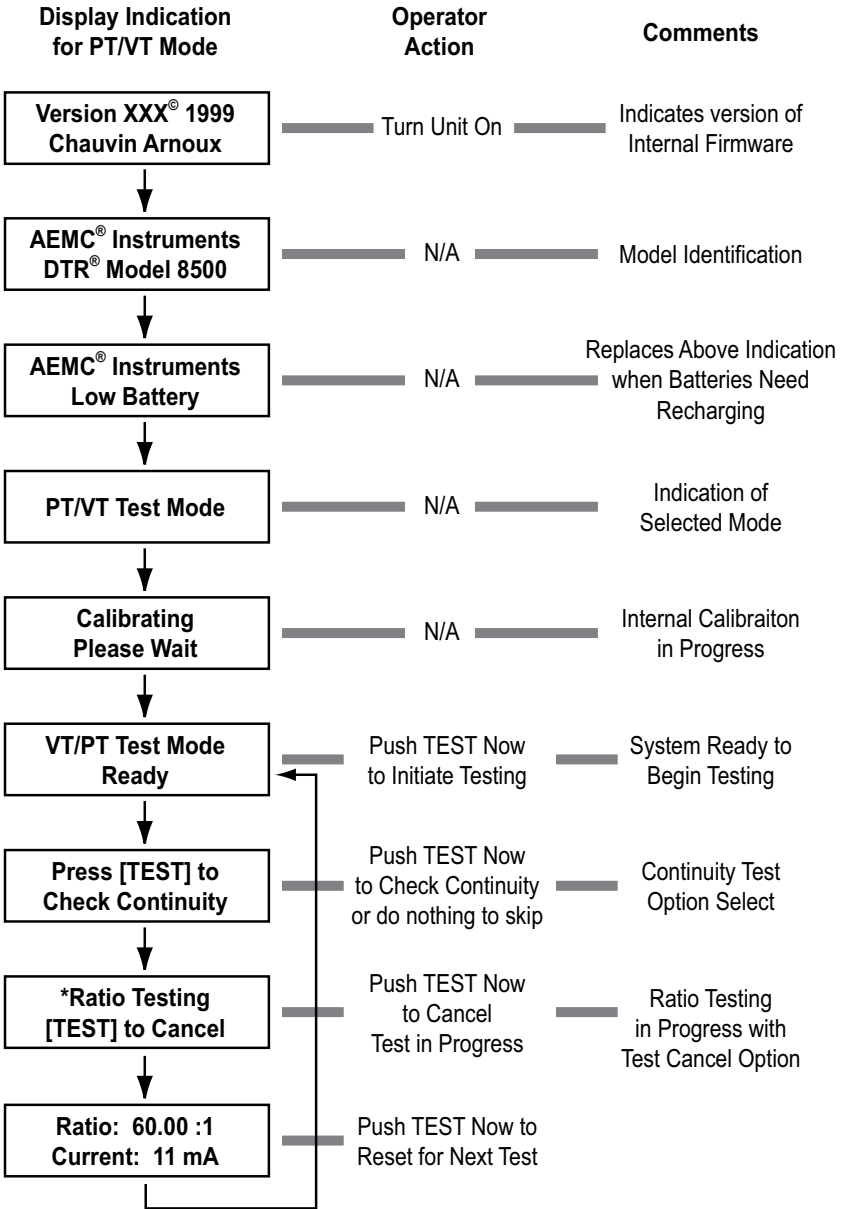 Display Indication
for PT/VT Mode
Operator
Action
Comments
Version XXX© 1999
Chauvin Arnoux
Turn Unit On
Indicates version of
Internal Firmware
AEMC® Instruments
DTR® Model 8500
N/A
Model Identification
AEMC® Instruments
Low Battery
N/A
Replaces Above Indication
when Batteries Need
Recharging
PT/VT Test Mode
N/A
Indication of
Selected Mode
Calibrating
Please Wait
N/A
Internal Calibraiton
in Progress
VT/PT Test Mode
Ready
Push TEST Now
to Initiate Testing
System Ready to
Begin Testing
Press [TEST] to
Check Continuity
Push TEST Now
to Check Continuity
or do nothing to skip
Continuity Test
Option Select
*Ratio Testing
[TEST] to Cancel
Push TEST Now
to Cancel
Test in Progress
Ratio Testing
in Progress with
Test Cancel Option
Ratio: 60.00 :1
Current: 11 mA
Push TEST Now to
Reset for Next Test